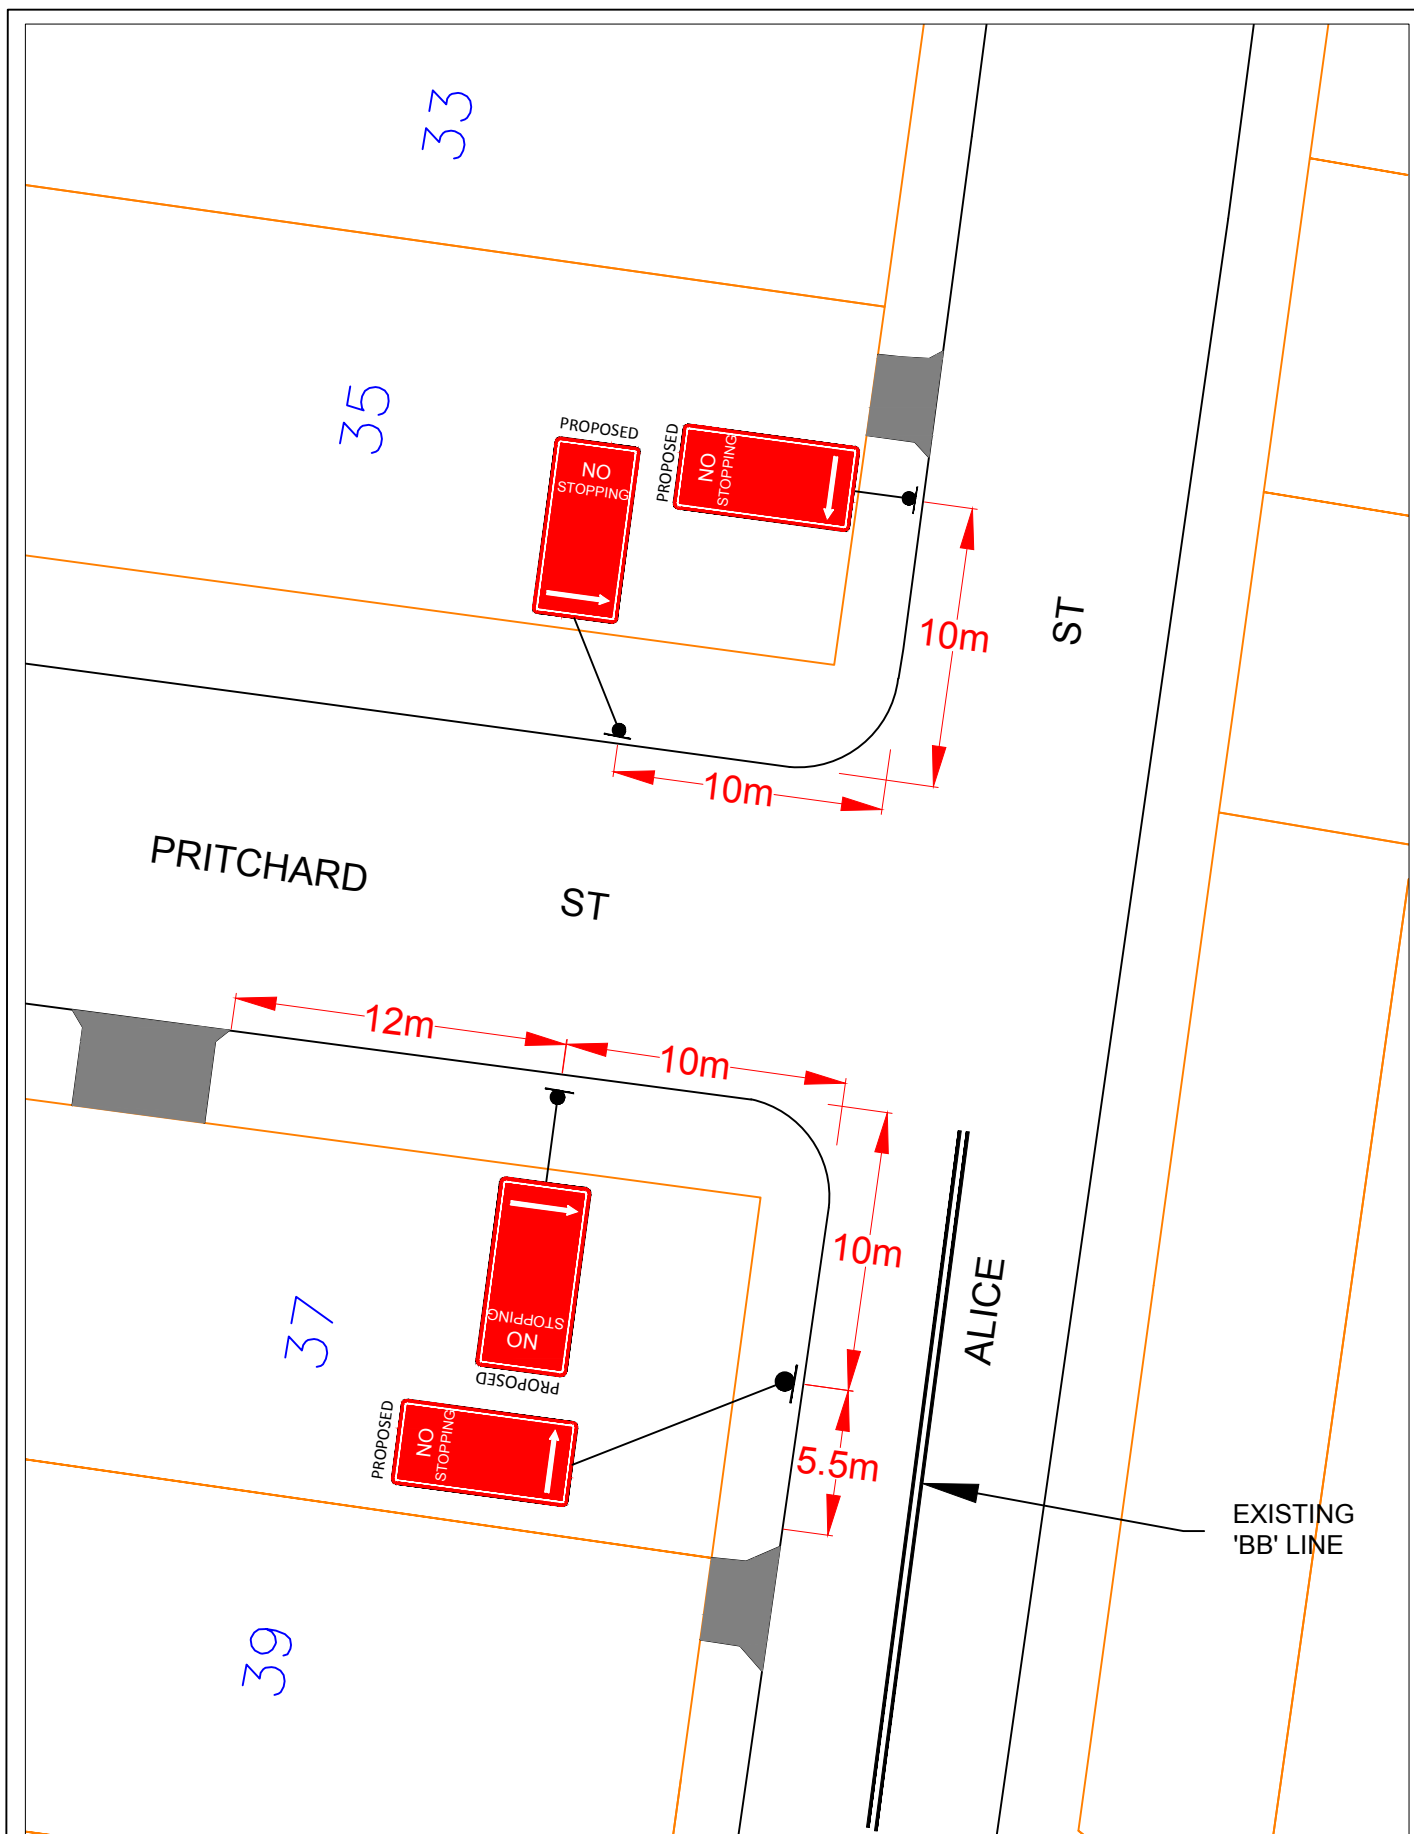 33
35
PROPOSED
NO
STOPPING
PROPOSED
NO
STOPPING
10m
ST
10m
PRITCHARD ST
12m
10m
10m
ALICE
37
NO
STOPPING
PROPOSED
PROPOSED
NO
STOPPING
5.5m
EXISTING
'BB' LINE
39